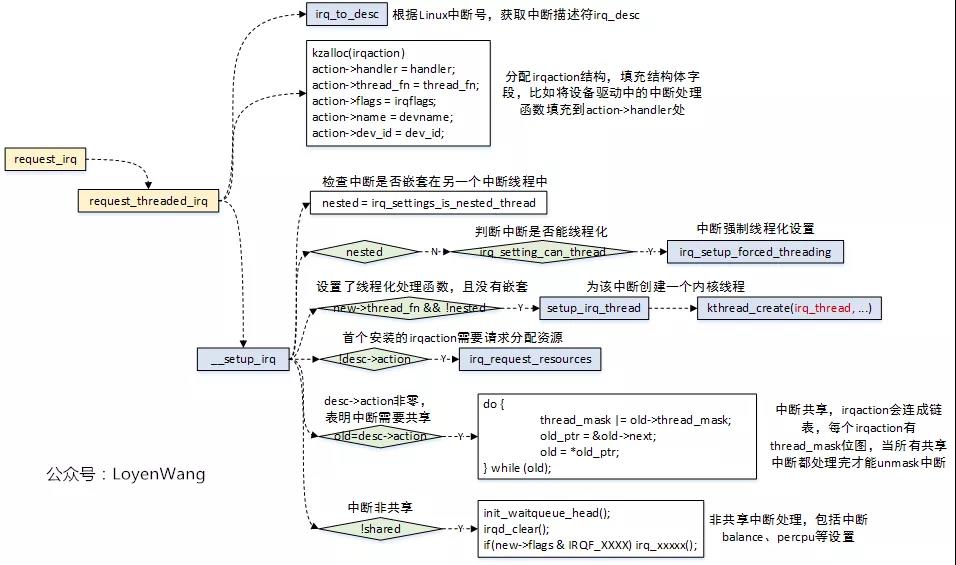 irq_to_desc
根据Linux中断号，获取中断描述符irq_desc
kzalloc(irqaction)
action->handler = handler;
action->thread_fn = thread_fn;
action->flags = irqflags;
action->name = devname;
action->dev_id = dev_id;
分配irqaction结构，填充结构体字
段，比如将设备驱动中的中断处理
函数填充到action->handler处
request_irq
request_threaded_irq
检查中断是否嵌套在另一个中断线程中
nested = irq_settings_is_nested_thread
判断中断是否能线程化
中断强制线程化设置
nested
N
irq_setting_can_thread
Y
irq_setup_forced_threading
设置了线程化处理函数，且没有嵌套
为该中断创建一个内核线程
new->thread_fn && !nested
Y
setup_irq_thread
kthread_create(irq_thread, ...)
首个安装的irqaction需要请求分配资源
__setup_irq
!desc->action
Y
irq_request_resources
desc->action非零，
表明中断需要共享
old=desc->action
Y
do {
thread_mask |= old->thread_mask;
old_ptr = &old->next;
old = *old_ptr;
} while (old);
中断共享，irqaction会连成链
表，每个irqaction有
thread_mask位图，当所有共享
中断都处理完才能unmask中断
公众号：LoyenWang
中断非共享
!shared
Y
init_waitqueue_head();
irqd_clear();
if(new->flags & IRQF_XXXX) irq_xxxxx();
非共享中断处理，包括中断
balance、percpu等设置